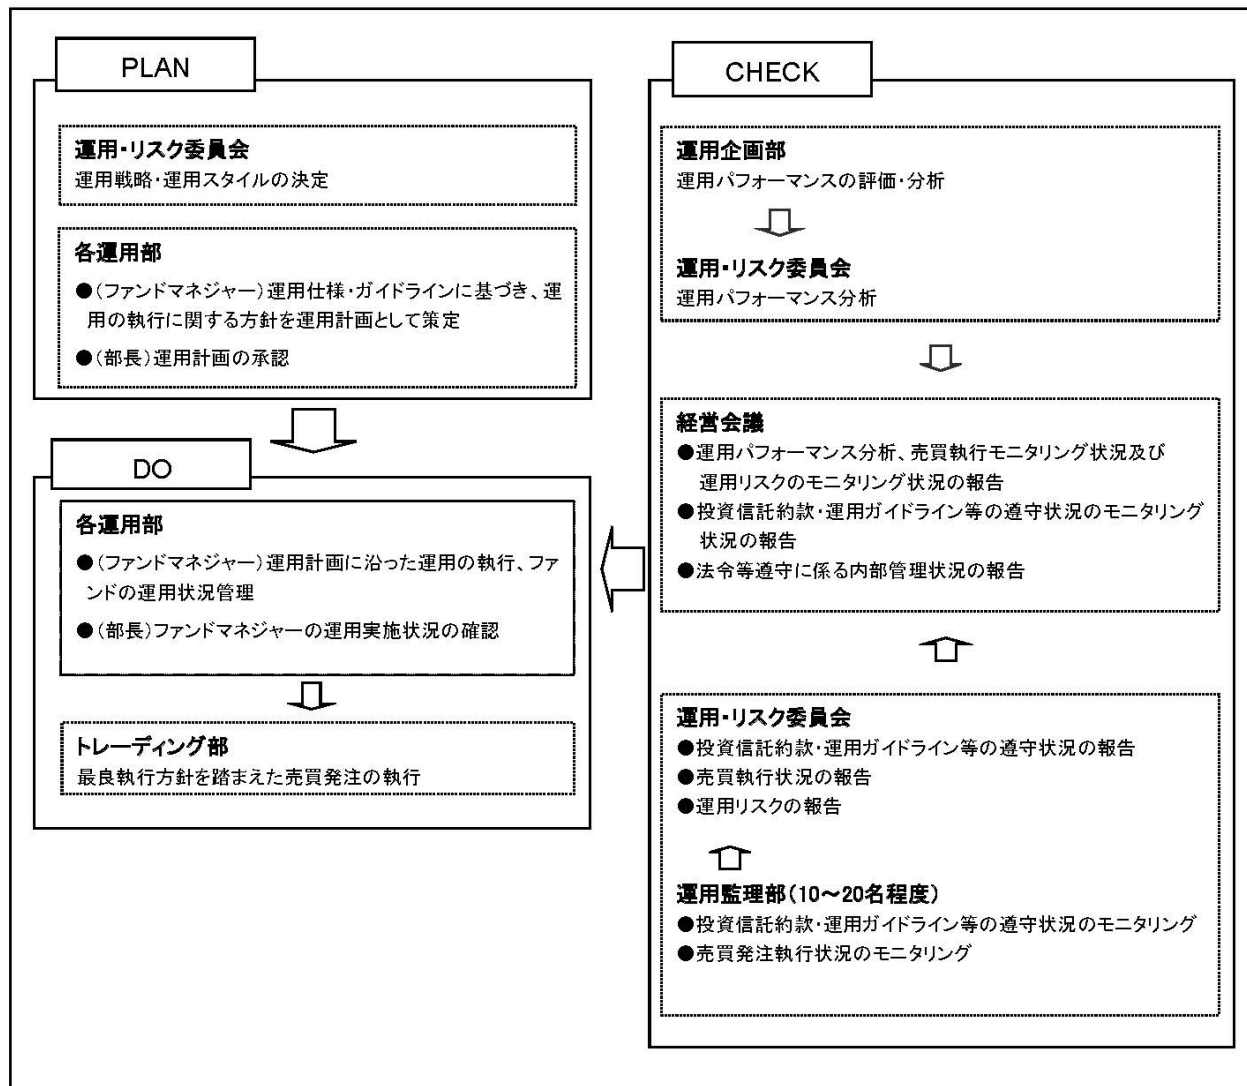 PLAN
運用・リスク委員会
運用戦略・運用スタイルの決定
各運用部
●(ファンドマネジャー)運用仕様・ガイドラインに基づき、運
用の執行に関する方針を運用計画として策定
●(部長)運用計画の承認
DO
各運用部
●(ファンドマネジャー)運用計画に沿った運用の執行、ファ
ンドの運用状況管理
●(部長)ファンドマネジャーの運用実施状況の確認
トレーディング部
最良執行方針を踏まえた売買発注の執行
CHECK
運用企画部
運用パフォーマンスの評価・分析
運用・リスク委員会
運用パフォーマンス分析
経営会議
●運用パフォーマンス分析、売買執行モニタリング状況及び
運用リスクのモニタリング状況の報告
●投資信託約款・運用ガイドライン等の遵守状況のモニタリング
状況の報告
●法令等遵守に係る内部管理状況の報告
運用・リスク委員会
●投資信託約款・運用ガイドライン等の遵守状況の報告
●売買執行状況の報告
●運用リスクの報告
運用監理部(10～20名程度)
●投資信託約款・運用ガイドライン等の遵守状況のモニタリング
●売買発注執行状況のモニタリング